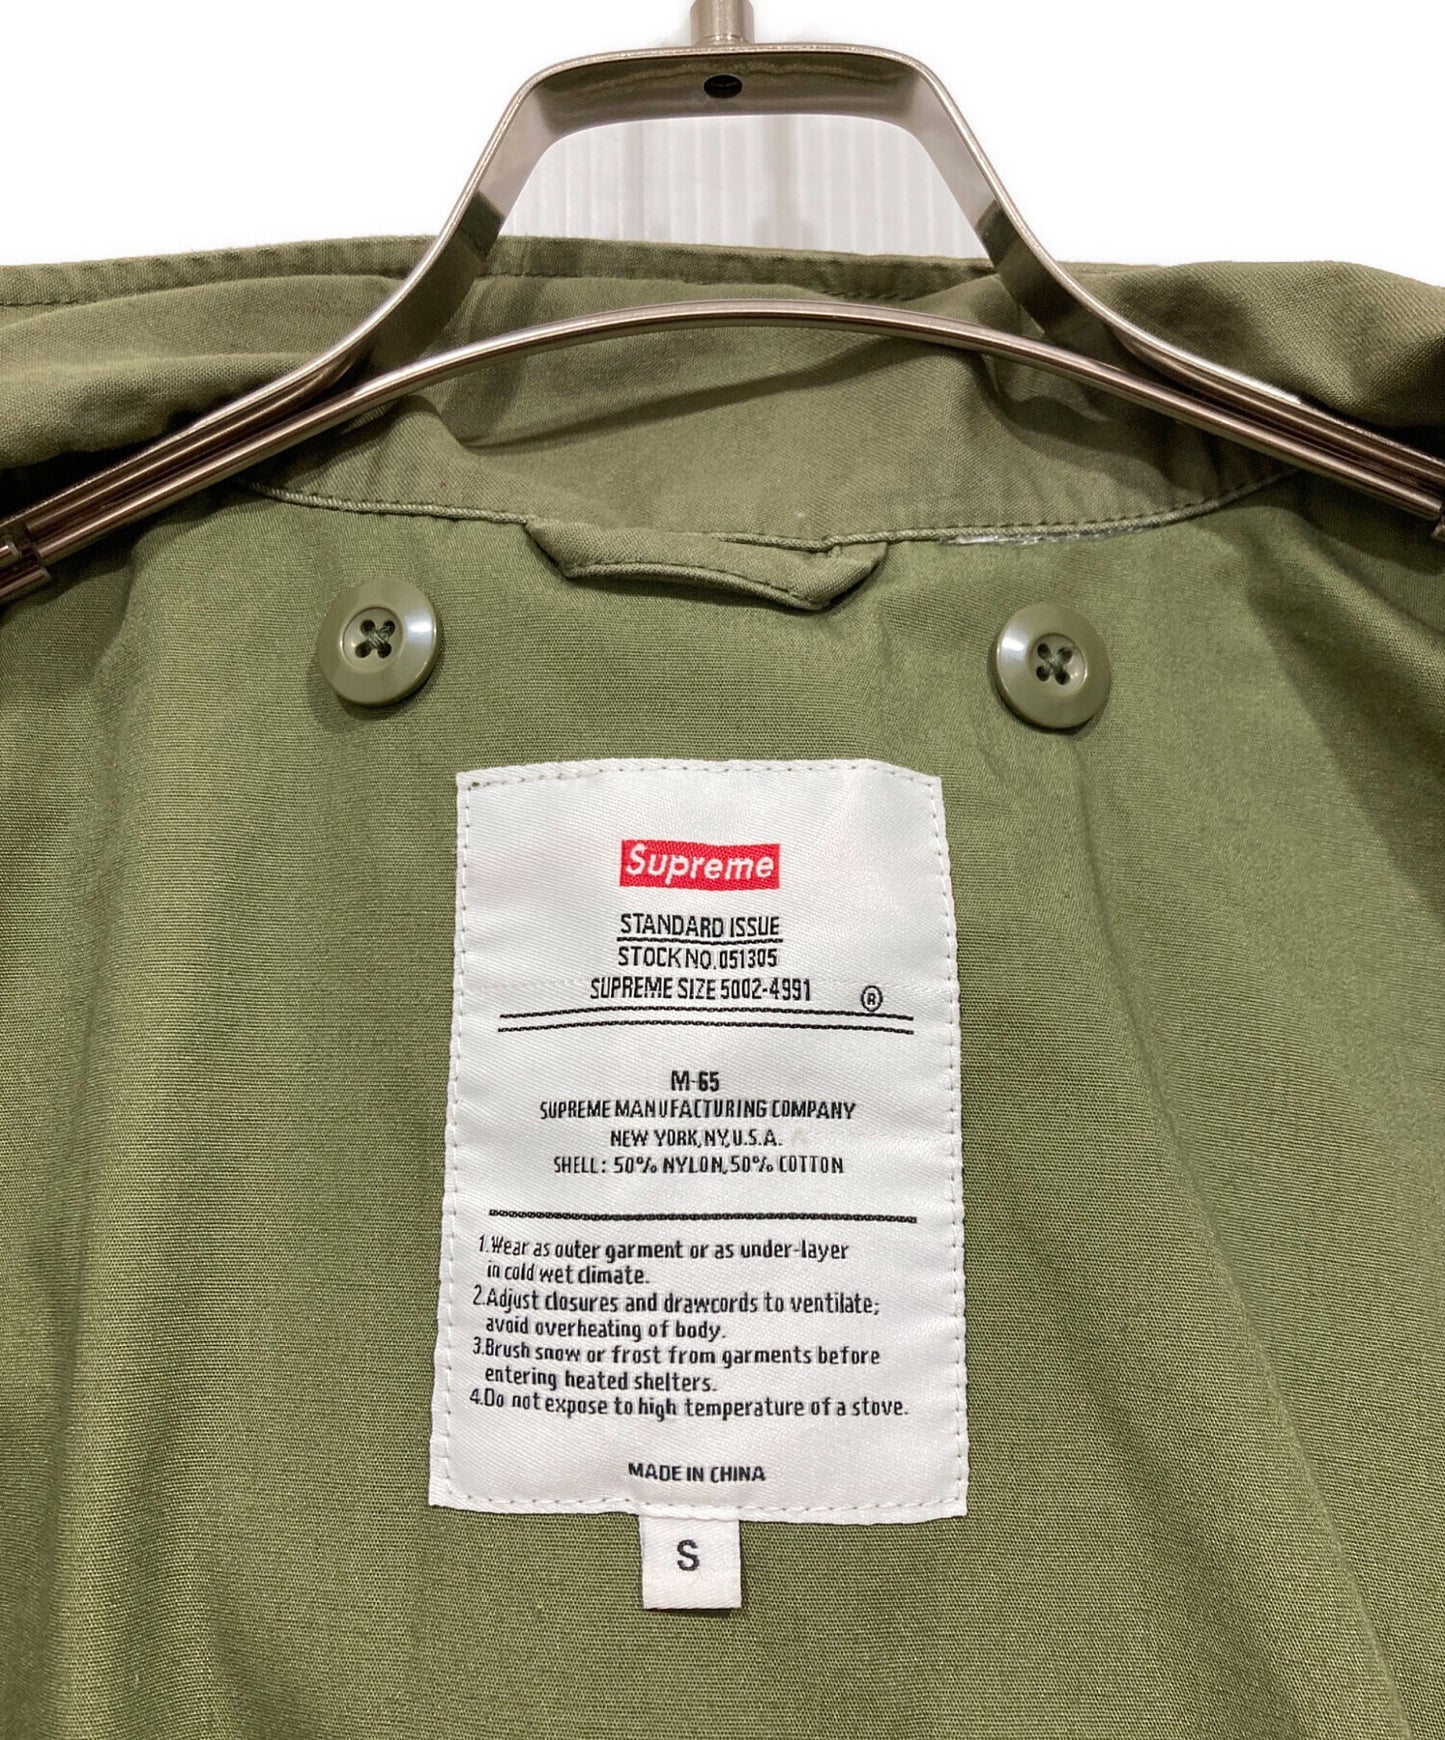 Supreme
STANDARD ISSUE
STOCK NO. 051305
SUPREME SIZE 5002-4991 ®
M-65
SUPREME MANUFACTURING COMPANY
NEW YORK, NY, U.S.A.
SHELL: 50% NYLON, 50% COTTON
1.Wear as outer garment or as under-layer
in cold wet climate.
2.Adjust closures and drawcords to ventilate;
avoid overheating of body.
3.Brush snow or frost from garments before
entering heated shelters.
4.Do not expose to high temperature of a stove.
MADE IN CHINA
S